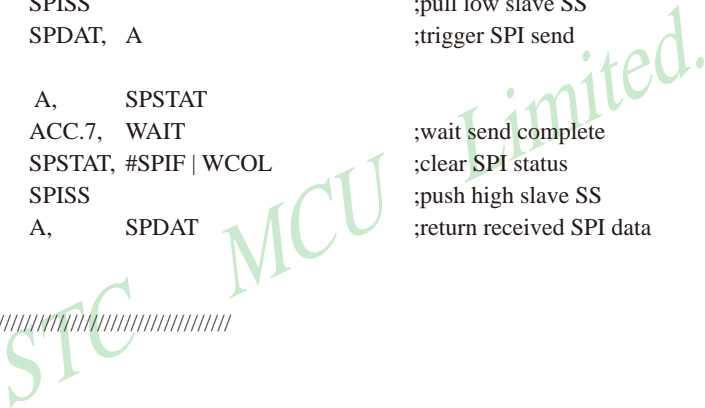 SPISS ;pull low slave SS
SPDAT, A ;trigger SPI send
A, SPSTAT
ACC.7, WAIT ;wait send complete
SPSTAT, #SPIF | WCOL ;clear SPI status
SPISS ;push high slave SS
A, SPDAT ;return received SPI data
///////////////////////////////////
STC MCU Limited.